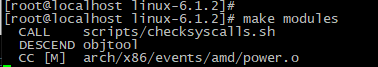 [root@localhost linux-6.1.2]#
[root@localhost linux-6.1.2]# make modules
  CALL    scripts/checksyscalls.sh
  DESCEND objtool
  CC [M]  arch/x86/events/amd/power.o